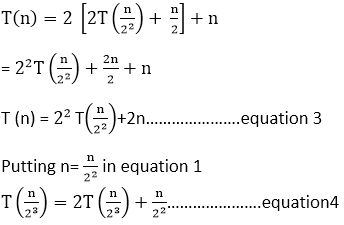 T(n) = 2 [2T(n/2²) + n/2] + n
= 2²T(n/2²) + 2n/2 + n
T (n) = 2² T(n/2²)+2n......................equation 3
Putting n= n/2² in equation 1
T(n/2³) = 2T(n/2³) + n/2²......................equation4